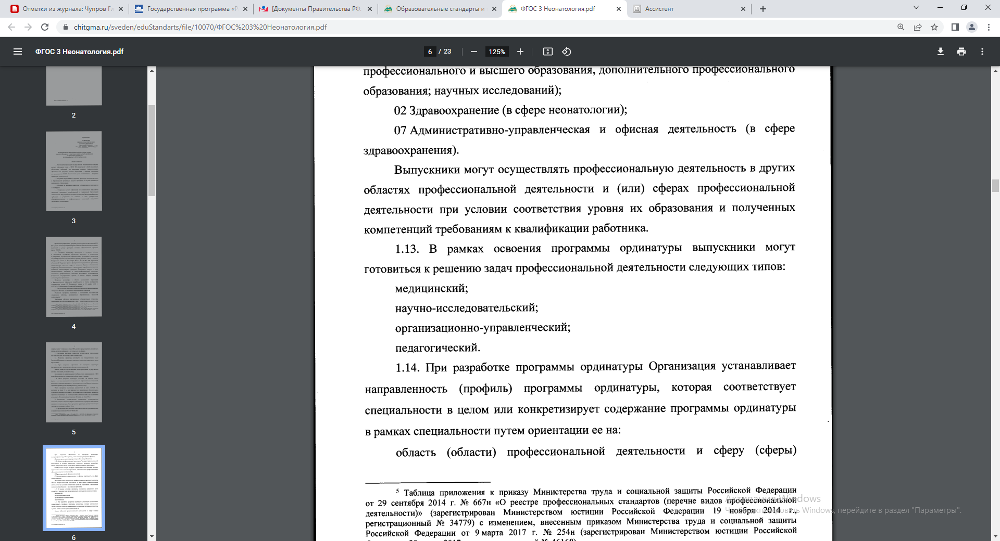 Отметки из журнала: Чупров Гл
Государственная программа «Р
[Документы Правительства РФ.
Образовательные стандарты и
ФГОС 3 Неонатология.pdf
Ассистент
chitgma.ru/sveden/eduStandarts/file/10070/ФГОС%203%20Неонатология.pdf
ФГОС 3 Неонатология.pdf
6 / 23
125%
2
3
4
5
6
профессионального и высшего образования, дополнительного профессионального
образования; научных исследований);
02 Здравоохранение (в сфере неонатологии);
07 Административно-управленческая и офисная деятельность (в сфере
здравоохранения).
Выпускники могут осуществлять профессиональную деятельность в других
областях профессиональной деятельности и (или) сферах профессиональной
деятельности при условии соответствия уровня их образования и полученных
компетенций требованиям к квалификации работника.
1.13. В рамках освоения программы ординатуры выпускники могут
готовиться к решению задач профессиональной деятельности следующих типов:
медицинский;
научно-исследовательский;
организационно-управленческий;
педагогический.
1.14. При разработке программы ординатуры Организация устанавливает
направленность (профиль) программы ординатуры, которая соответствует
специальности в целом или конкретизирует содержание программы ординатуры
в рамках специальности путем ориентации ее на:
область (области) профессиональной деятельности и сферу (сферы)
5 Таблица приложения к приказу Министерства труда и социальной защиты Российской Федерации
от 29 сентября 2014 г. № 667н «О реестре профессиональных стандартов (перечне видов профессиональной
деятельности)» (зарегистрирован Министерством юстиции Российской Федерации 19 ноября 2014 г.,
регистрационный № 34779) с изменением, внесенным приказом Министерства труда и социальной защиты
Российской Федерации от 9 марта 2017 г. № 254н (зарегистрирован Министерством юстиции Российской
Активация Windows
Чтобы активировать Windows, перейдите в раздел "Параметры".